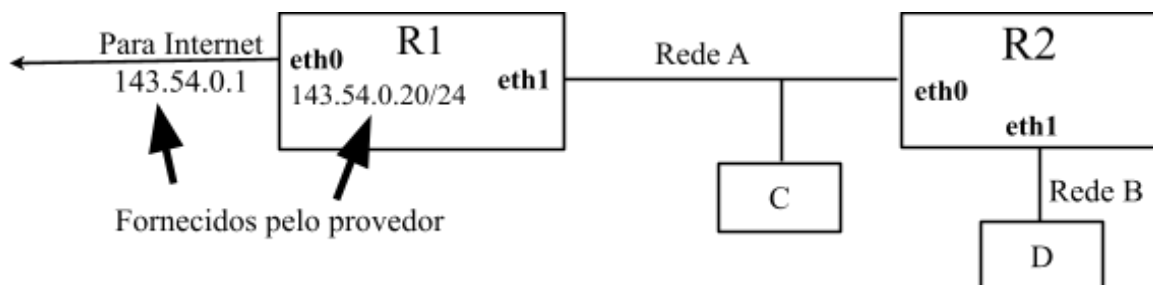 Para Internet
143.54.0.1
eth0
R1
143.54.0.20/24
eth1
Rede A
R2
eth0
eth1
C
Rede B
D
Fornecidos pelo provedor